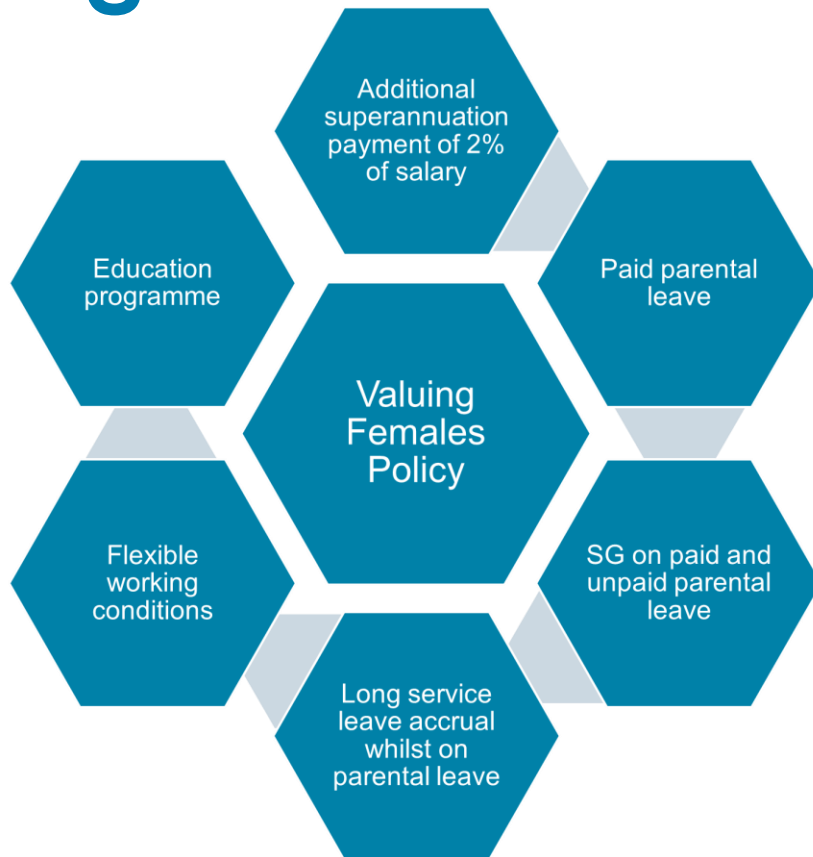 g
Additional
superannuation
payment of 2%
of salary
Paid parental
leave
SG on paid and
unpaid parental
leave
Long service
leave accrual
whilst on
parental leave
Flexible
working
conditions
Education
programme
Valuing
Females
Policy